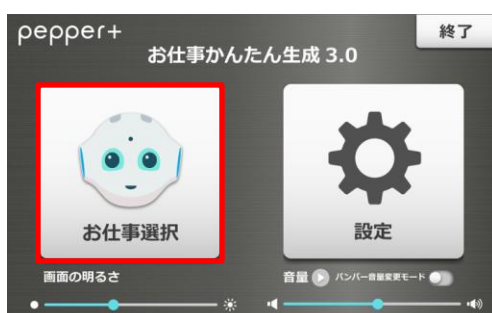 pepper+
終了
お仕事かんたん生成 3.0
お仕事選択
設定
画面の明るさ
音量 バンパー音量変更モード